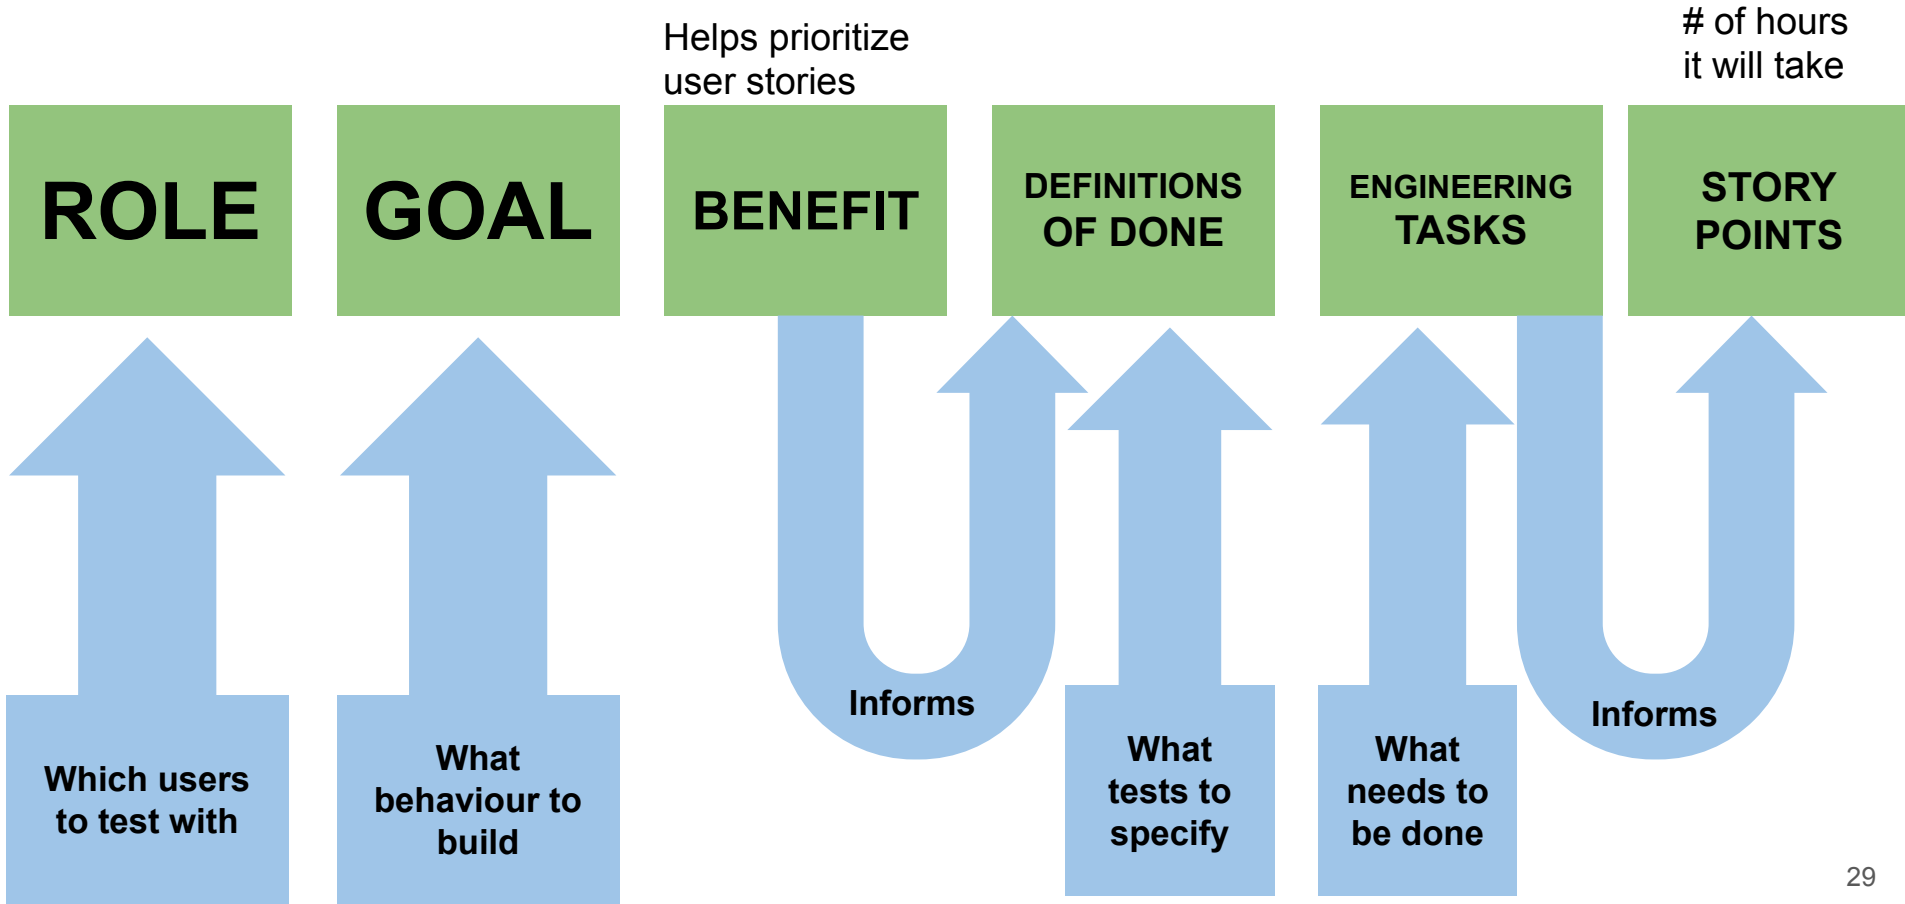 Helps prioritize
user stories
# of hours
it will take
ROLE
GOAL
BENEFIT
DEFINITIONS
OF DONE
ENGINEERING
TASKS
STORY
POINTS
Informs
Informs
Which users
to test with
What
behaviour to
build
What
tests to
specify
What
needs to
be done
29